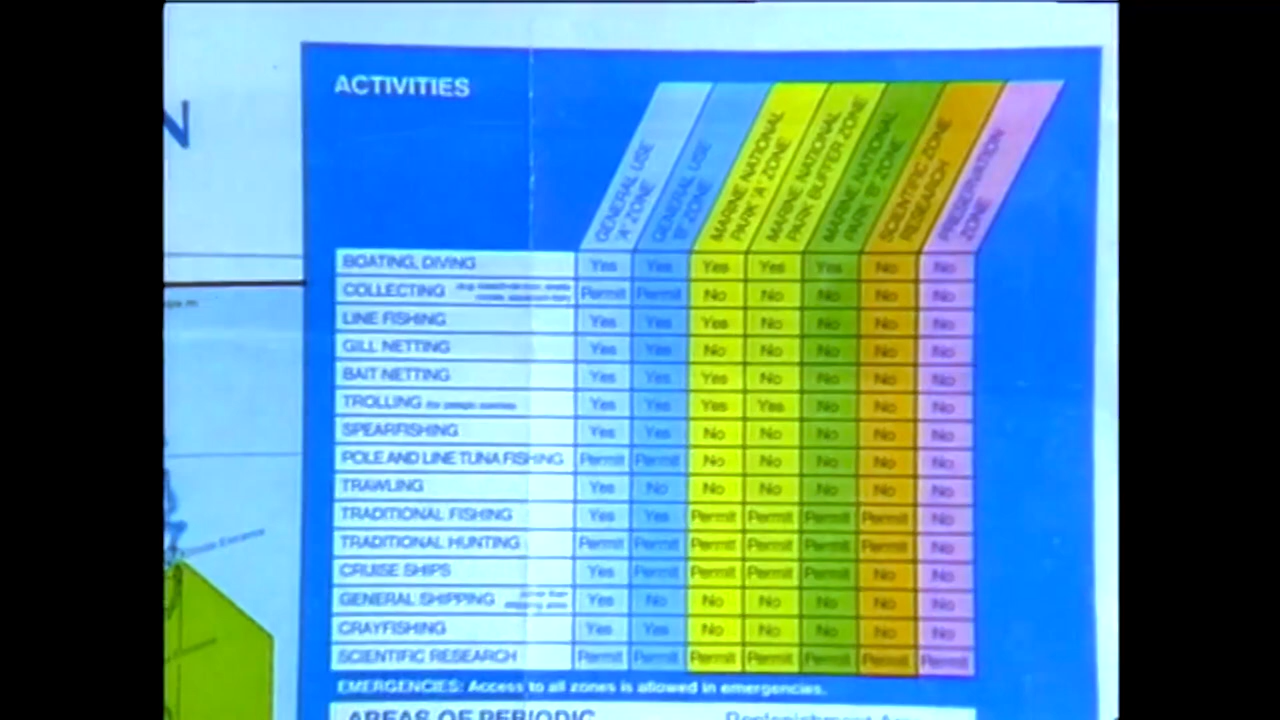 N
ACTIVITIES
GENERAL USE 'A' ZONE
GENERAL USE 'B' ZONE
MARINE NATIONAL PARK 'A' ZONE
MARINE NATIONAL PARK BUFFER ZONE
MARINE NATIONAL PARK 'B' ZONE
SCIENTIFIC ZONE RESEARCH
PRESERVATION ZONE
BOATING, DIVING Yes Yes Yes Yes Yes No No
COLLECTING Permit Permit No No No No No
LINE FISHING Yes Yes Yes No No No No
GILL NETTING Yes Yes No No No No No
BAIT NETTING Yes Yes Yes No No No No
TROLLING Yes Yes Yes Yes No No No
SPEARFISHING Yes Yes No No No No No
POLE AND LINE TUNA FISHING Permit Permit No No No No No
TRAWLING Yes No No No No No No
TRADITIONAL FISHING Yes Yes Permit Permit Permit Permit No
TRADITIONAL HUNTING Permit Permit Permit Permit Permit Permit No
CRUISE SHIPS Yes Permit Permit Permit Permit No No
GENERAL SHIPPING Yes No No No No No No
CRAYFISHING Yes Yes No No No No No
SCIENTIFIC RESEARCH Permit Permit Permit Permit Permit Permit Permit
EMERGENCIES: Access to all zones is allowed in emergencies.
AREAS OF PERIODIC Replenishment